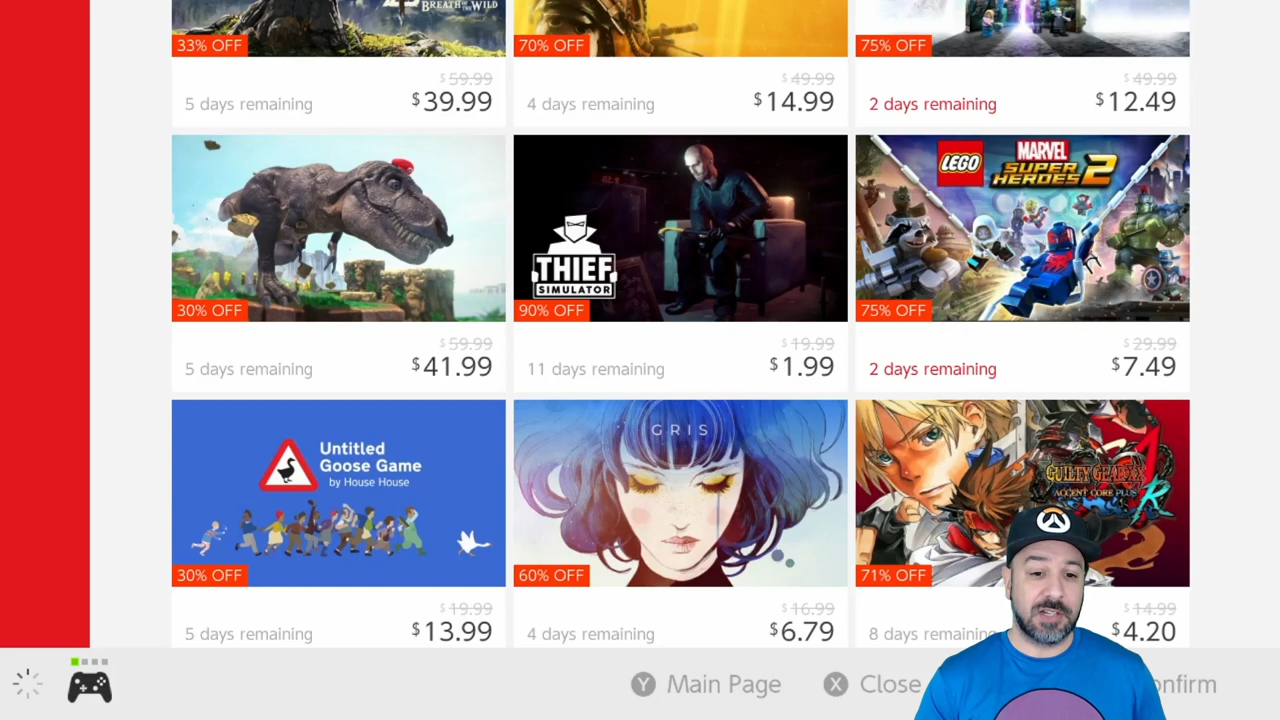 BREATH OF THE WILD
33% OFF
70% OFF
75% OFF
$59.99
5 days remaining
$39.99
$49.99
4 days remaining
$14.99
$49.99
2 days remaining
$12.49
THIEF
SIMULATOR
LEGO
MARVEL
SUPER
HEROES 2
30% OFF
90% OFF
75% OFF
$59.99
5 days remaining
$41.99
$19.99
11 days remaining
$1.99
$29.99
2 days remaining
$7.49
Untitled
Goose Game
by House House
GRIS
GUILTY GEAR XX
ACCENT CORE PLUS R
30% OFF
60% OFF
71% OFF
$19.99
5 days remaining
$13.99
$16.99
4 days remaining
$6.79
$14.99
8 days remaining
$4.20
Y Main Page
X Close
onfirm